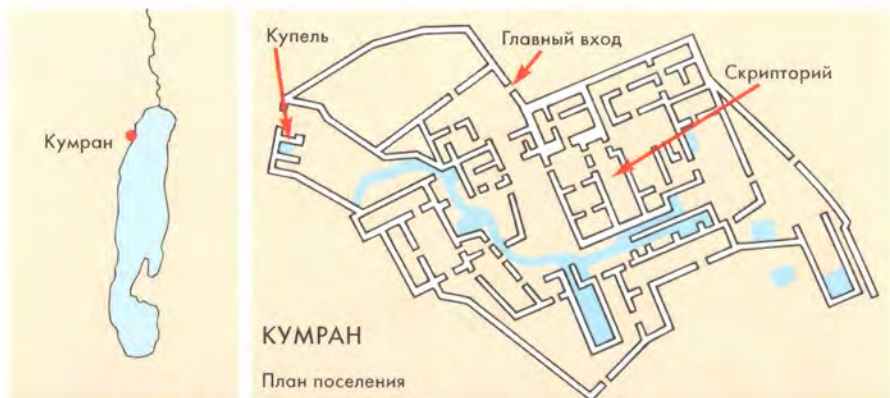 Кумран
Купель
Главный вход
Скрипторий
КУМРАН
План поселения